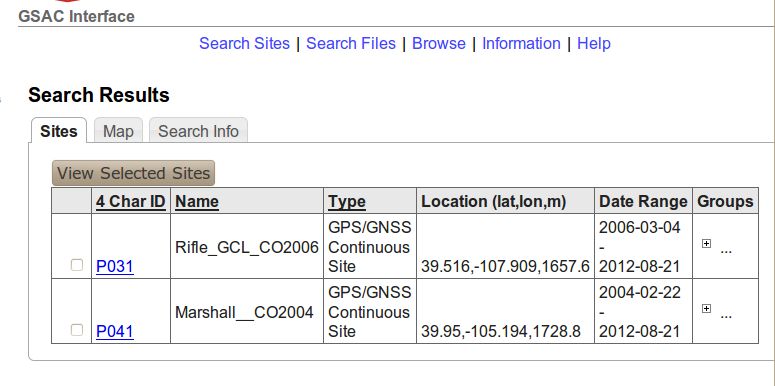 GSAC Interface
Search Sites | Search Files | Browse | Information | Help
Search Results
Sites Map Search Info
View Selected Sites
4 Char ID Name Type Location (lat,lon,m) Date Range Groups
P031 Rifle_GCL_CO2006 GPS/GNSS Continuous Site 39.516,-107.909,1657.6 2006-03-04 - 2012-08-21 ...
P041 Marshall__CO2004 GPS/GNSS Continuous Site 39.95,-105.194,1728.8 2004-02-22 - 2012-08-21 ...